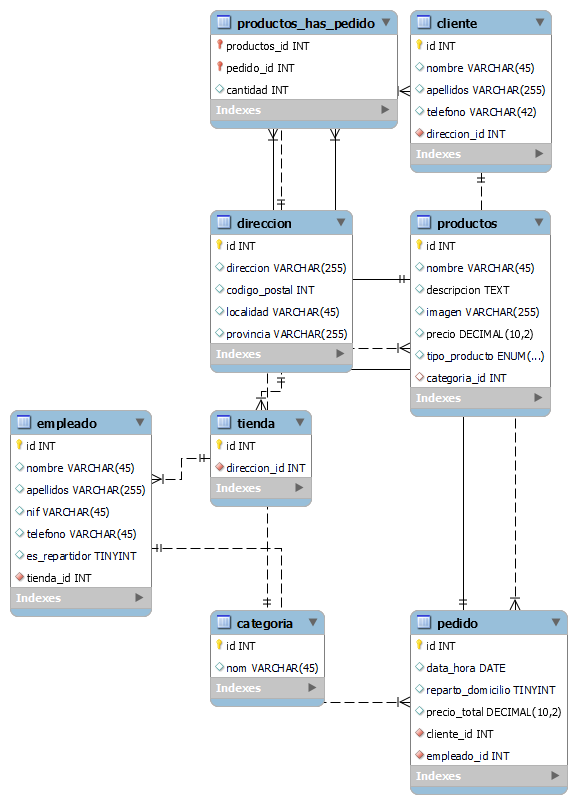 productos_has_pedido
productos_id INT
pedido_id INT
cantidad INT
Indexes
cliente
id INT
nombre VARCHAR(45)
apellidos VARCHAR(255)
telefono VARCHAR(42)
direccion_id INT
Indexes
direccion
id INT
direccion VARCHAR(255)
codigo_postal INT
localidad VARCHAR(45)
provincia VARCHAR(255)
Indexes
productos
id INT
nombre VARCHAR(45)
descripcion TEXT
imagen VARCHAR(255)
precio DECIMAL(10,2)
tipo_producto ENUM(...)
categoria_id INT
Indexes
empleado
id INT
nombre VARCHAR(45)
apellidos VARCHAR(255)
nif VARCHAR(45)
telefono VARCHAR(45)
es_repartidor TINYINT
tienda_id INT
Indexes
tienda
id INT
direccion_id INT
Indexes
categoria
id INT
nom VARCHAR(45)
Indexes
pedido
id INT
data_hora DATE
reparto_domicilio TINYINT
precio_total DECIMAL(10,2)
cliente_id INT
empleado_id INT
Indexes